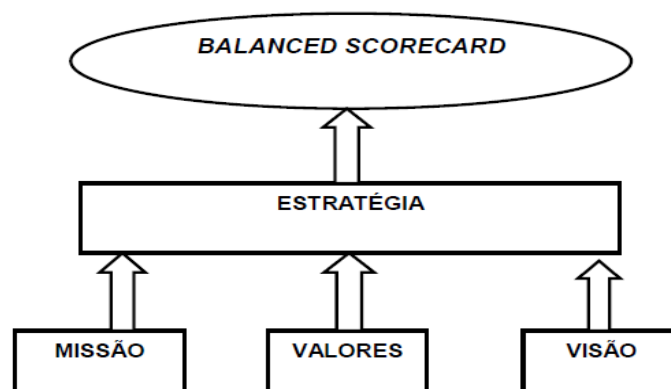 BALANCED SCORECARD
ESTRATÉGIA
MISSÃO
VALORES
VISÃO